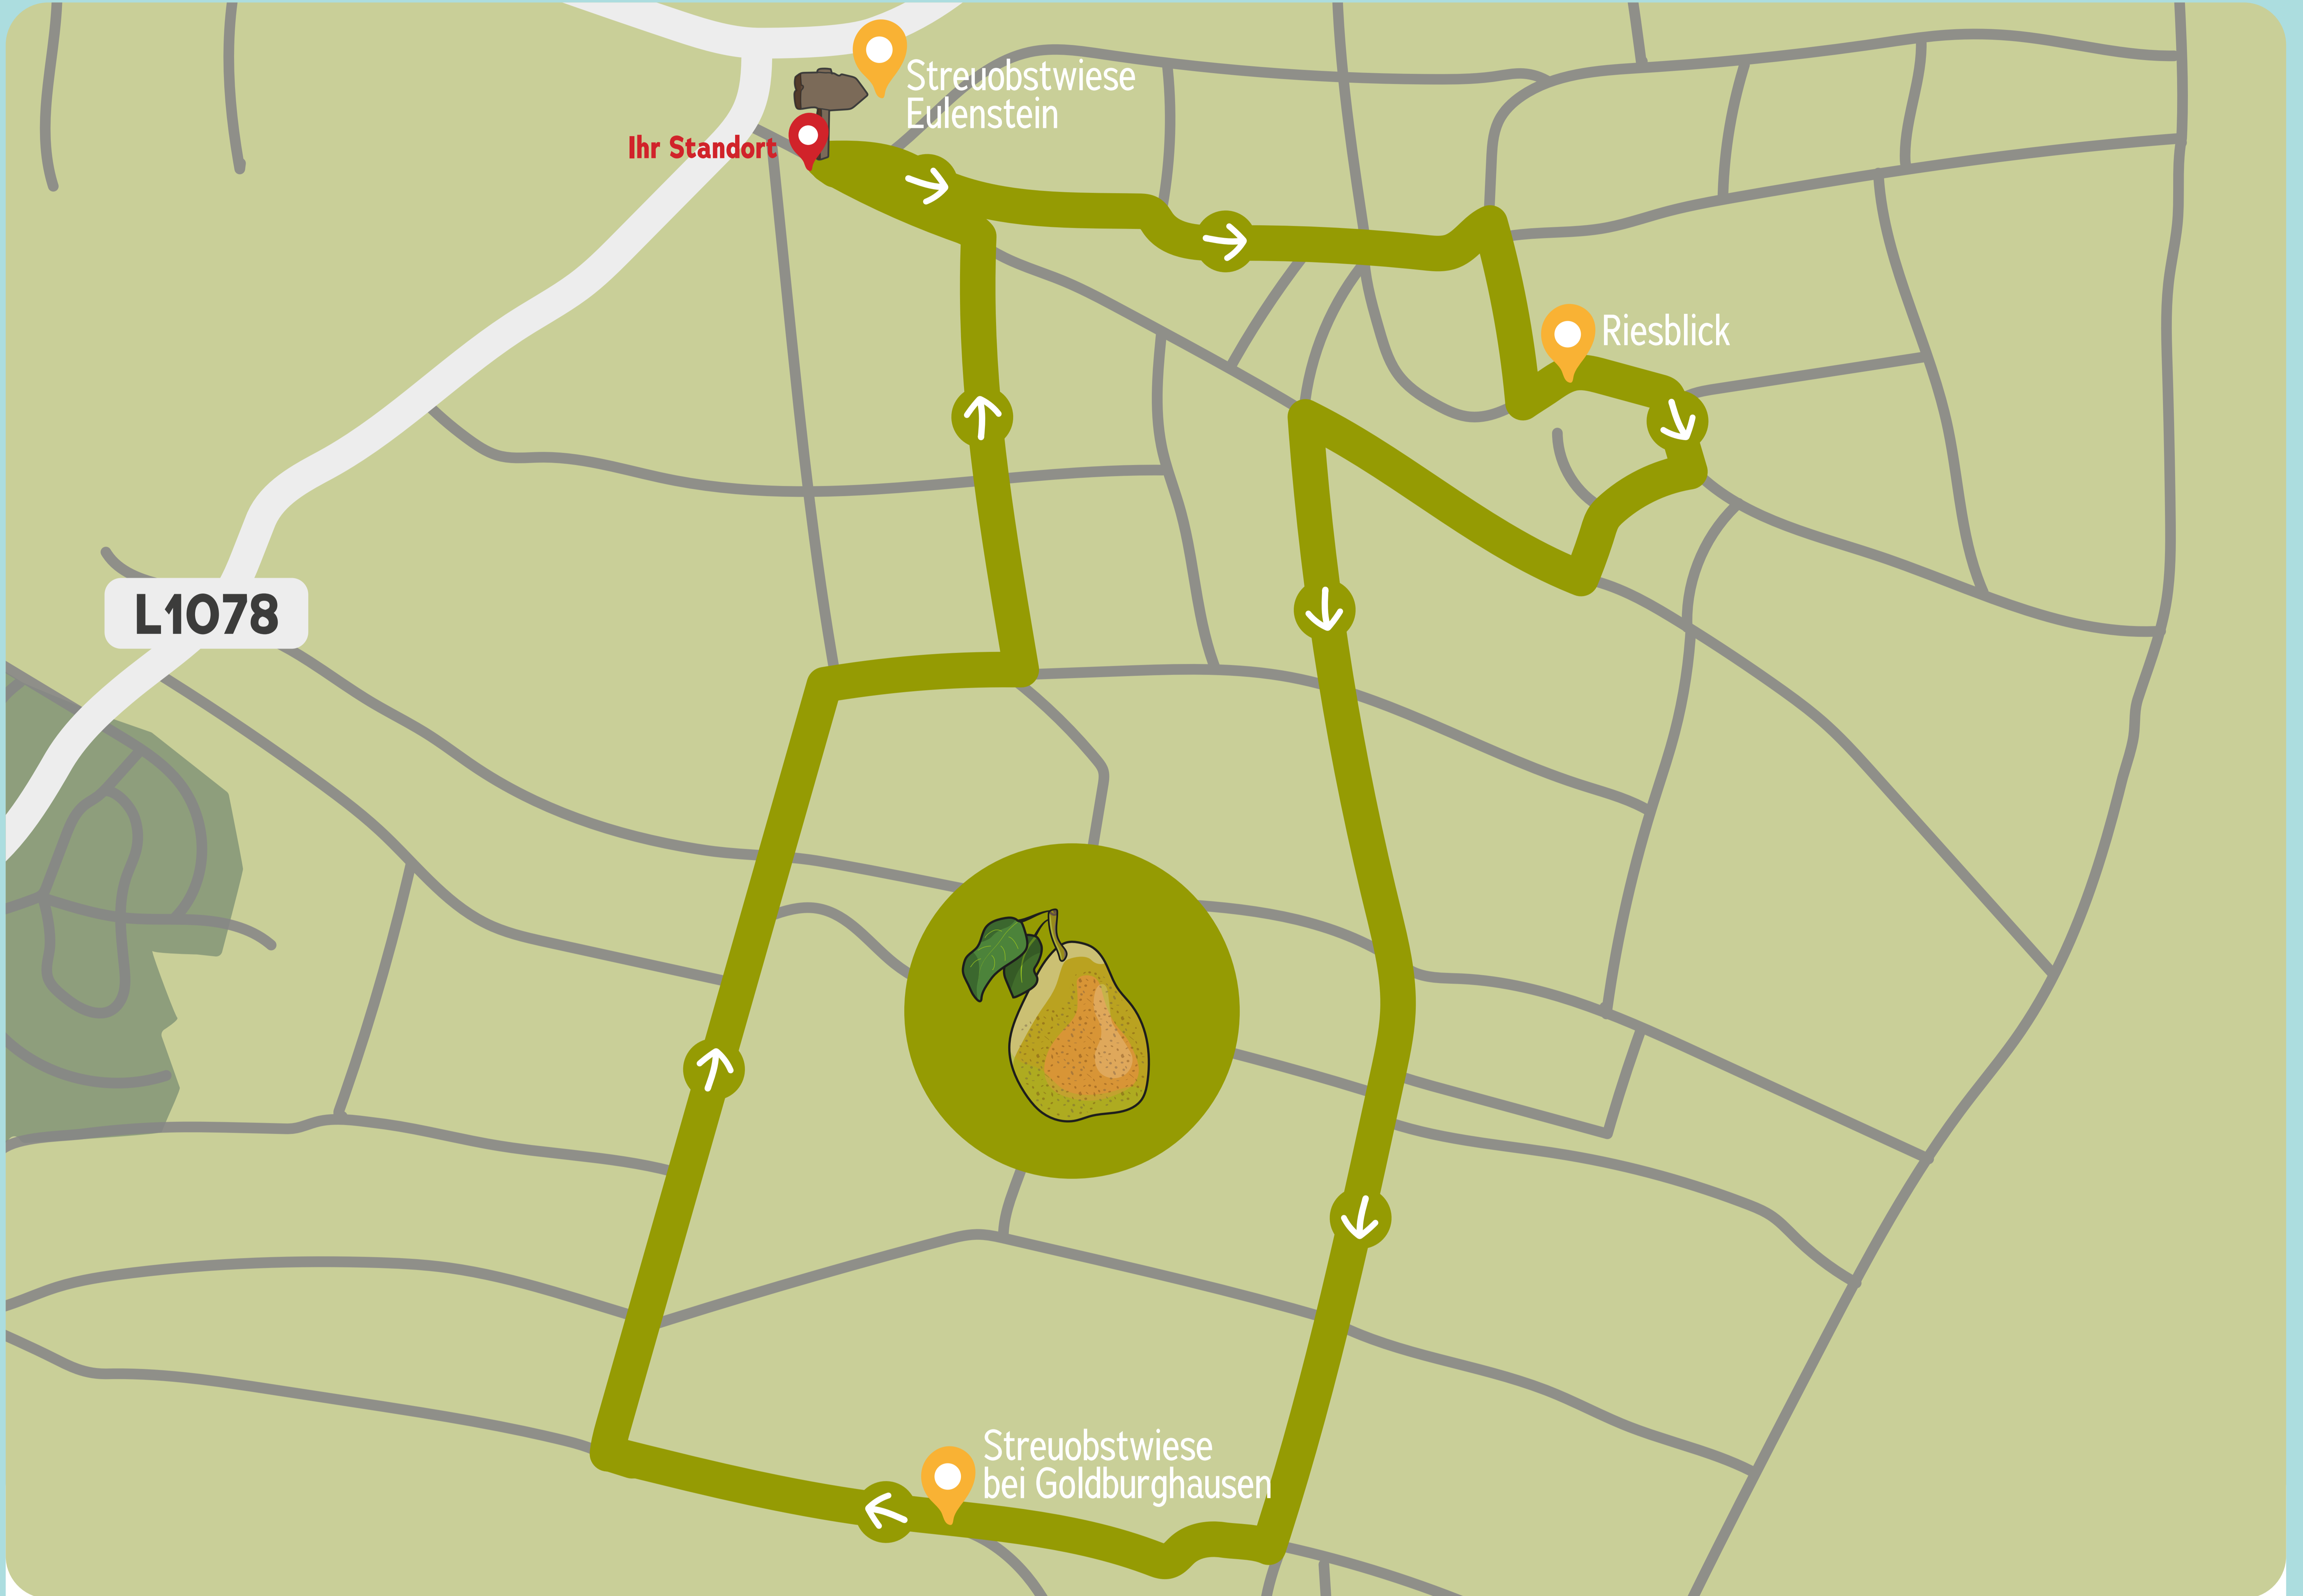 Streuobstwiese
Eulenstein
Ihr Standort
Riesblick
L1078
Streuobstwiese
bei Goldburghausen